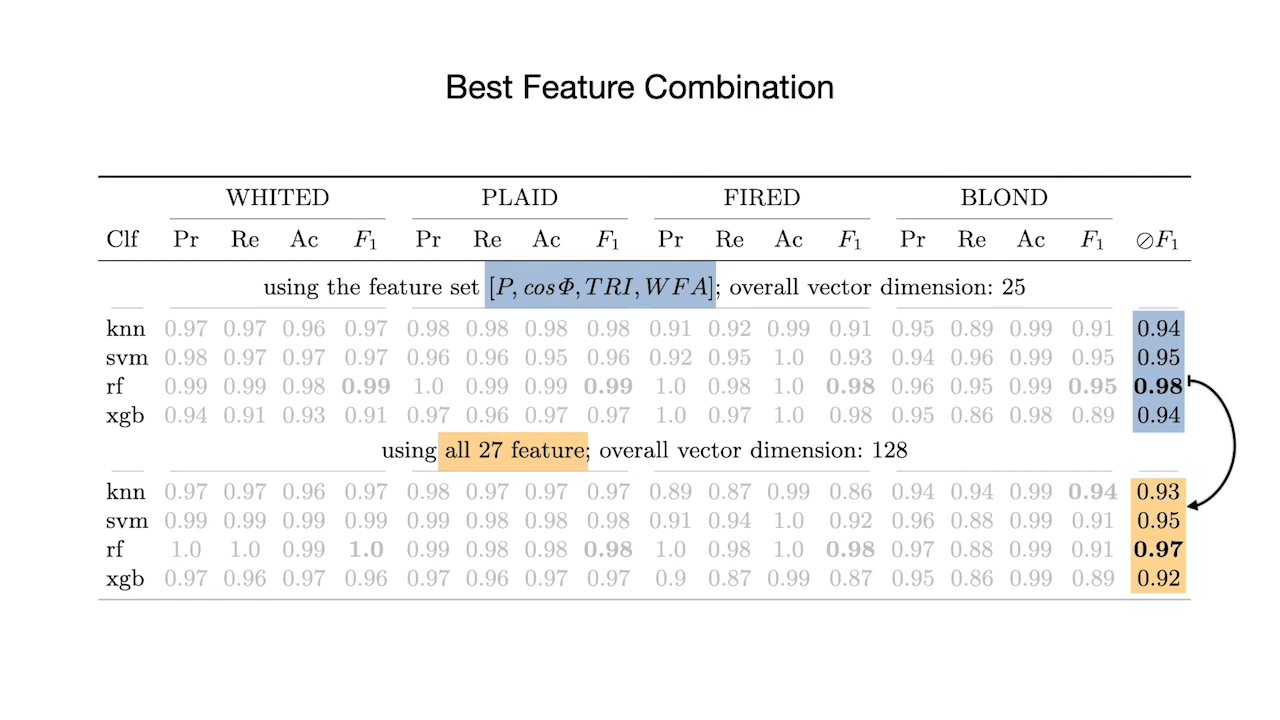 Best Feature Combination
WHITED PLAID FIRED BLOND
Clf Pr Re Ac F₁ Pr Re Ac F₁ Pr Re Ac F₁ Pr Re Ac F₁ ⊘F₁
using the feature set [P, cosΦ, TRI, WFA]; overall vector dimension: 25
knn 0.97 0.97 0.96 0.97 0.98 0.98 0.98 0.98 0.91 0.92 0.99 0.91 0.95 0.89 0.99 0.91 0.94
svm 0.98 0.97 0.97 0.97 0.96 0.96 0.95 0.96 0.92 0.95 1.0 0.93 0.94 0.96 0.99 0.95 0.95
rf 0.99 0.99 0.98 0.99 1.0 0.99 0.99 0.99 1.0 0.98 1.0 0.98 0.96 0.95 0.99 0.95 0.98
xgb 0.94 0.91 0.93 0.91 0.97 0.96 0.97 0.97 1.0 0.97 1.0 0.98 0.95 0.86 0.98 0.89 0.94
using all 27 feature; overall vector dimension: 128
knn 0.97 0.97 0.96 0.97 0.98 0.97 0.97 0.97 0.89 0.87 0.99 0.86 0.94 0.94 0.99 0.94 0.93
svm 0.99 0.99 0.99 0.99 0.99 0.98 0.98 0.98 0.91 0.94 1.0 0.92 0.96 0.88 0.99 0.91 0.95
rf 1.0 1.0 0.99 1.0 0.99 0.98 0.98 0.98 1.0 0.98 1.0 0.98 0.97 0.88 0.99 0.91 0.97
xgb 0.97 0.96 0.97 0.96 0.97 0.96 0.97 0.97 0.9 0.87 0.99 0.87 0.95 0.86 0.99 0.89 0.92